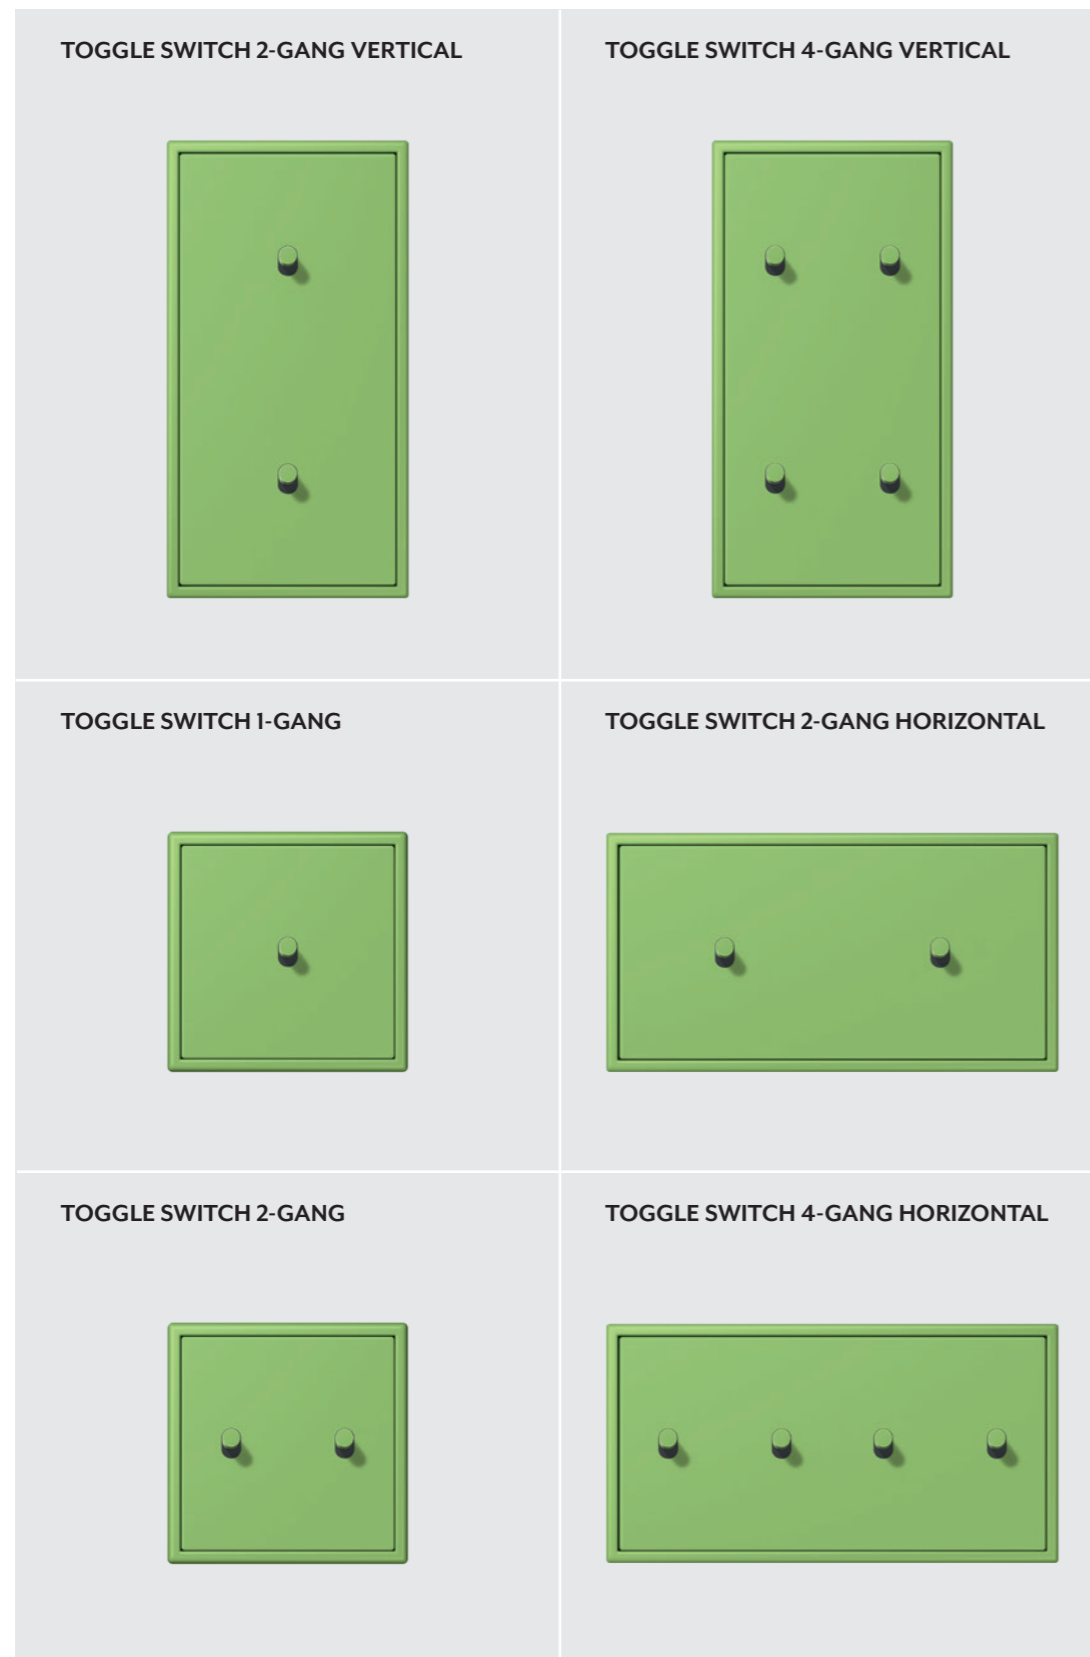 TOGGLE SWITCH 2-GANG VERTICAL
TOGGLE SWITCH 4-GANG VERTICAL
TOGGLE SWITCH 1-GANG
TOGGLE SWITCH 2-GANG HORIZONTAL
TOGGLE SWITCH 2-GANG
TOGGLE SWITCH 4-GANG HORIZONTAL